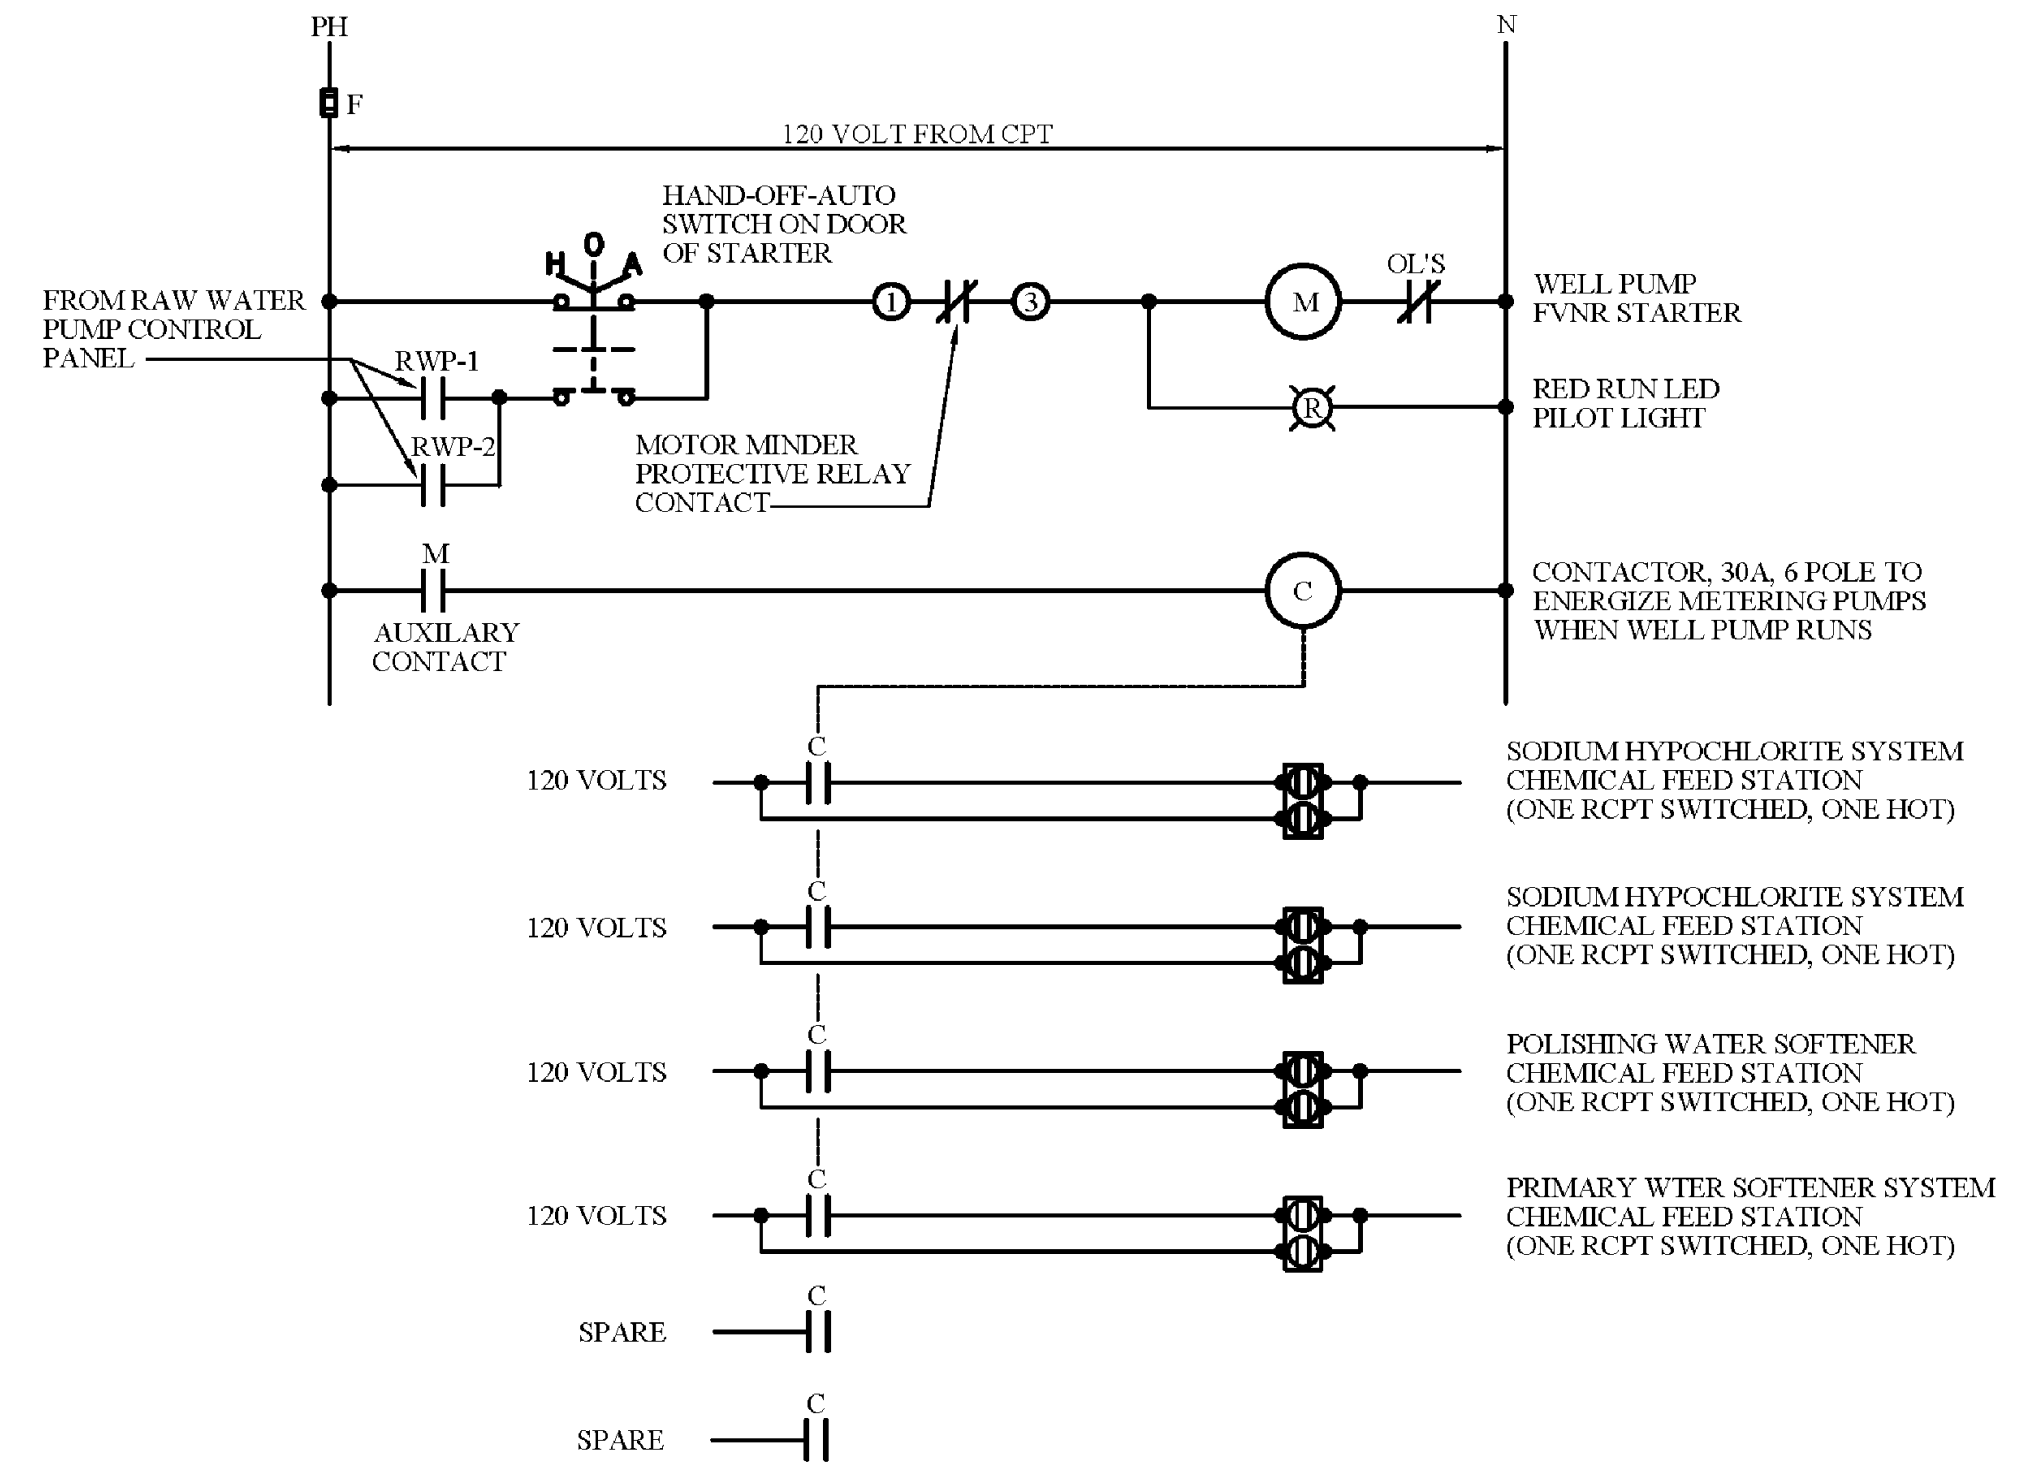 PH
N
F
120 VOLT FROM CPT
HAND-OFF-AUTO
SWITCH ON DOOR
OF STARTER
H O A
OL'S
FROM RAW WATER
PUMP CONTROL
PANEL
1
3
M
WELL PUMP
FVNR STARTER
RWP-1
R
RED RUN LED
PILOT LIGHT
RWP-2
MOTOR MINDER
PROTECTIVE RELAY
CONTACT
M
AUXILARY
CONTACT
C
CONTACTOR, 30A, 6 POLE TO
ENERGIZE METERING PUMPS
WHEN WELL PUMP RUNS
C
120 VOLTS
SODIUM HYPOCHLORITE SYSTEM
CHEMICAL FEED STATION
(ONE RCPT SWITCHED, ONE HOT)
C
120 VOLTS
SODIUM HYPOCHLORITE SYSTEM
CHEMICAL FEED STATION
(ONE RCPT SWITCHED, ONE HOT)
C
120 VOLTS
POLISHING WATER SOFTENER
CHEMICAL FEED STATION
(ONE RCPT SWITCHED, ONE HOT)
C
120 VOLTS
PRIMARY WTER SOFTENER SYSTEM
CHEMICAL FEED STATION
(ONE RCPT SWITCHED, ONE HOT)
C
SPARE
C
SPARE